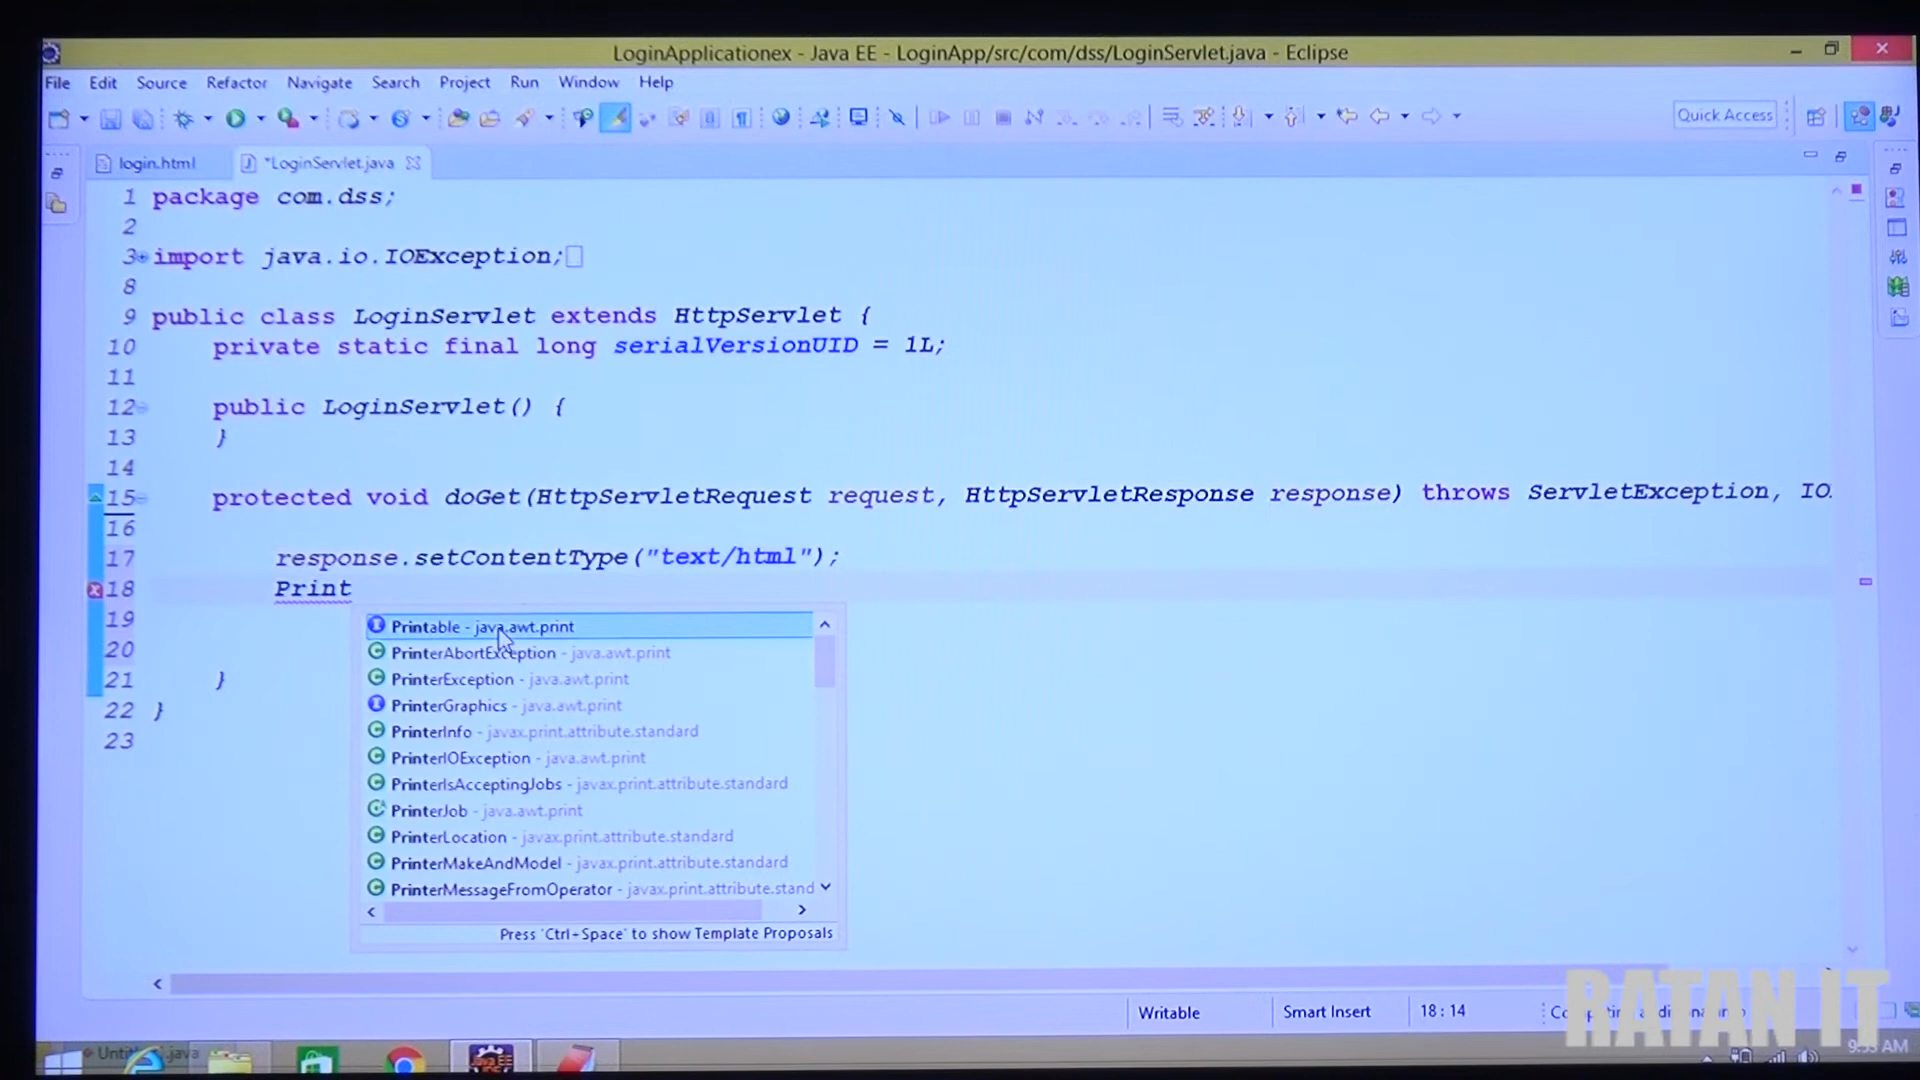 LoginApplicationex - Java EE - LoginApp/src/com/dss/LoginServlet.java - Eclipse
File Edit Source Refactor Navigate Search Project Run Window Help
Quick Access
login.html *LoginServlet.java
1 package com.dss;
2
3 import java.io.IOException;
8
9 public class LoginServlet extends HttpServlet {
10 private static final long serialVersionUID = 1L;
11
12 public LoginServlet() {
13 }
14
15 protected void doGet(HttpServletRequest request, HttpServletResponse response) throws ServletException, IO
16
17 response.setContentType("text/html");
18 Print
19
20
21 }
22 }
23
Printable - java.awt.print
PrinterAbortException - java.awt.print
PrinterException - java.awt.print
PrinterGraphics - java.awt.print
PrinterInfo - javax.print.attribute.standard
PrinterIOException - java.awt.print
PrinterIsAcceptingJobs - javax.print.attribute.standard
PrinterJob - java.awt.print
PrinterLocation - javax.print.attribute.standard
PrinterMakeAndModel - javax.print.attribute.standard
PrinterMessageFromOperator - javax.print.attribute.stand
Press 'Ctrl+Space' to show Template Proposals
Writable Smart Insert 18:14
RATAN IT
Java EE
IDE
AM